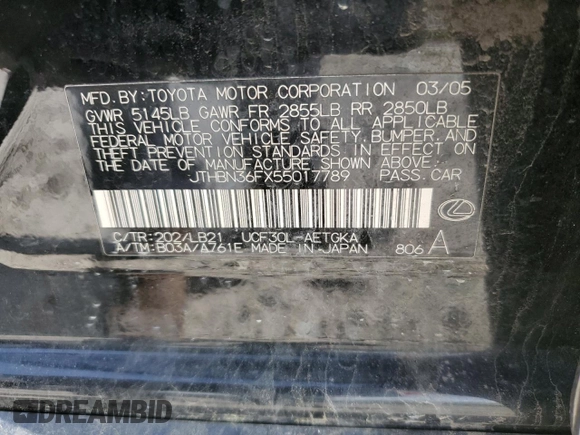 MFD.BY:TOYOTA MOTOR CORPORATION 03/05
GVWR 5145LB GAWR FR 2855LB RR 2850LB
THIS VEHICLE CONFORMS TO ALL APPLICABLE
FEDERAL MOTOR VEHICLE SAFETY, BUMPER, AND
THEFT PREVENTION STANDARDS IN EFFECT ON
THE DATE OF MANUFACTURE SHOWN ABOVE.
JTHBN36FX55017789 PASS.CAR
C/TR:202/LB21 UCF30L-AETGKA
A/TM:B03A/A761E MADE IN JAPAN 806 A
DREAMBID